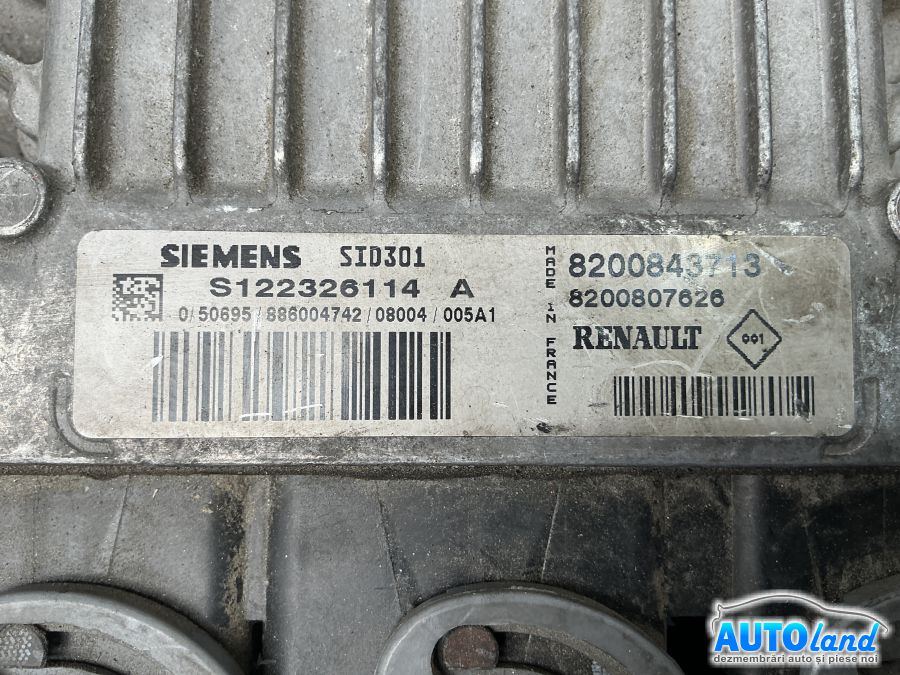 SIEMENS SID301
S122326114 A
0/50695/886004742/08004/005A1
MADE IN FRANCE
8200843713
8200807626
RENAULT 001
AUTOland
dezmembrări auto și piese noi